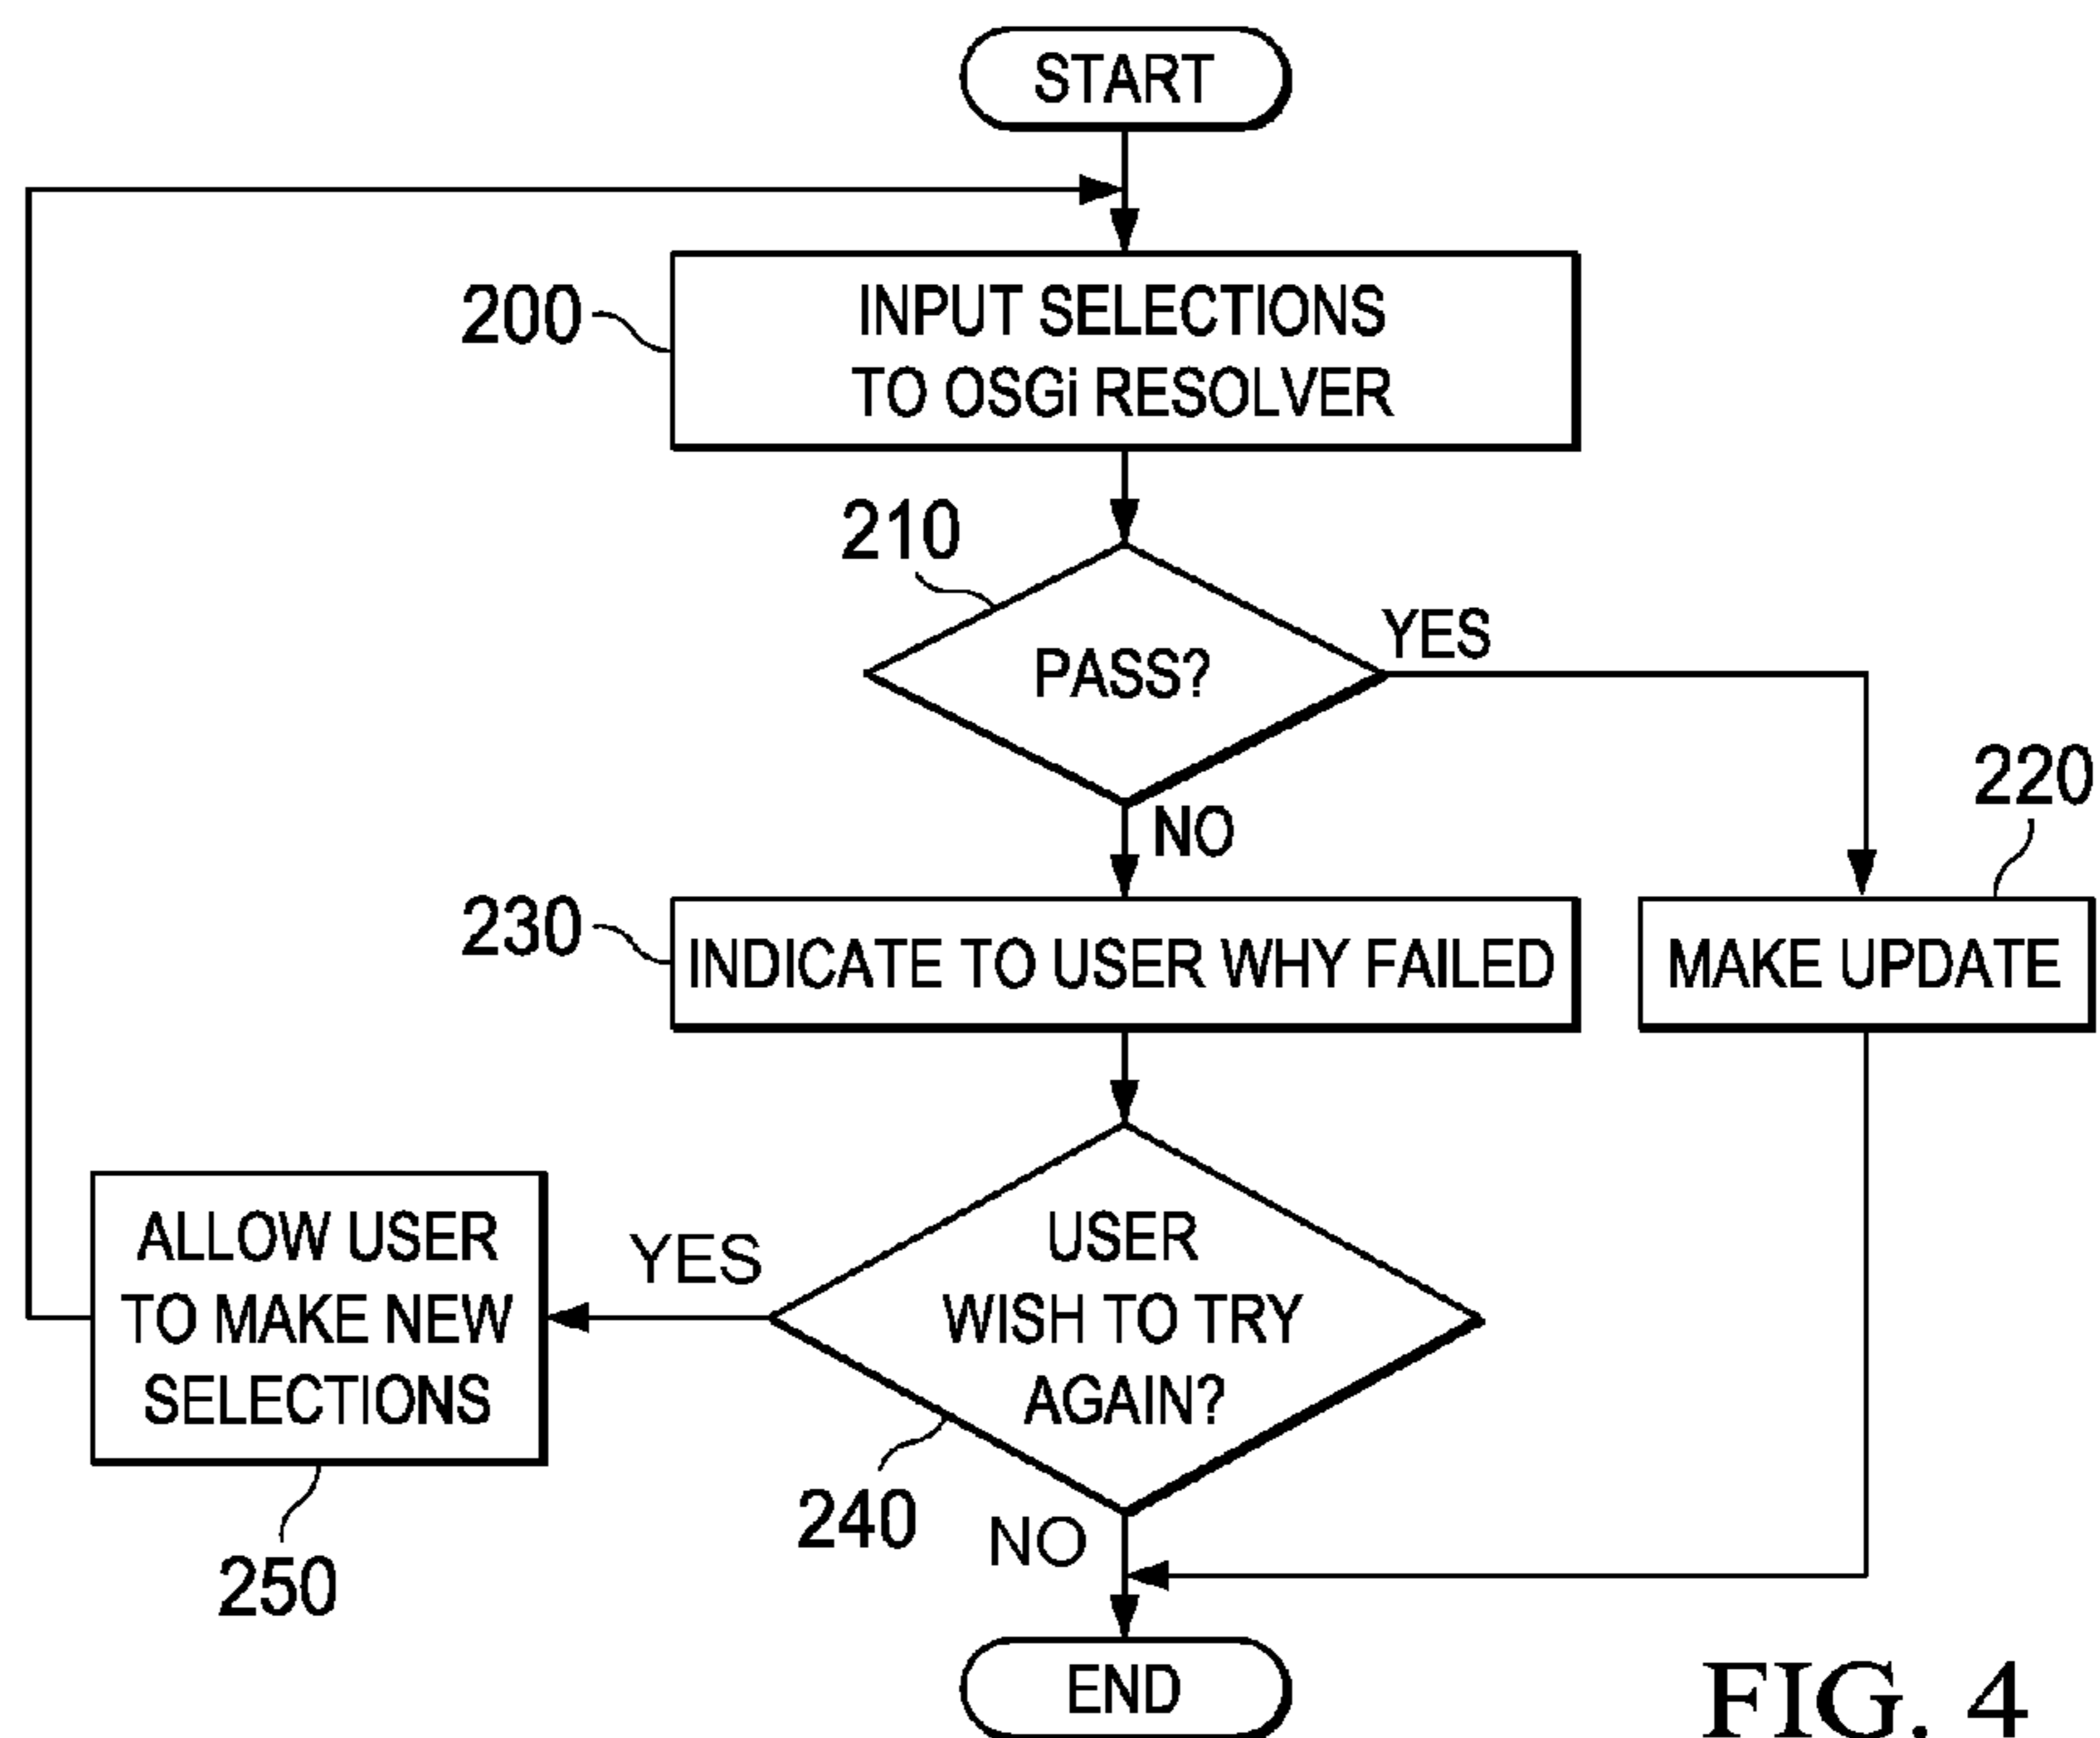 START
200
INPUT SELECTIONS
TO OSGi RESOLVER
210
PASS?
YES
NO
220
230
INDICATE TO USER WHY FAILED
MAKE UPDATE
ALLOW USER
TO MAKE NEW
SELECTIONS
YES
USER
WISH TO TRY
AGAIN?
240
NO
250
END
FIG. 4